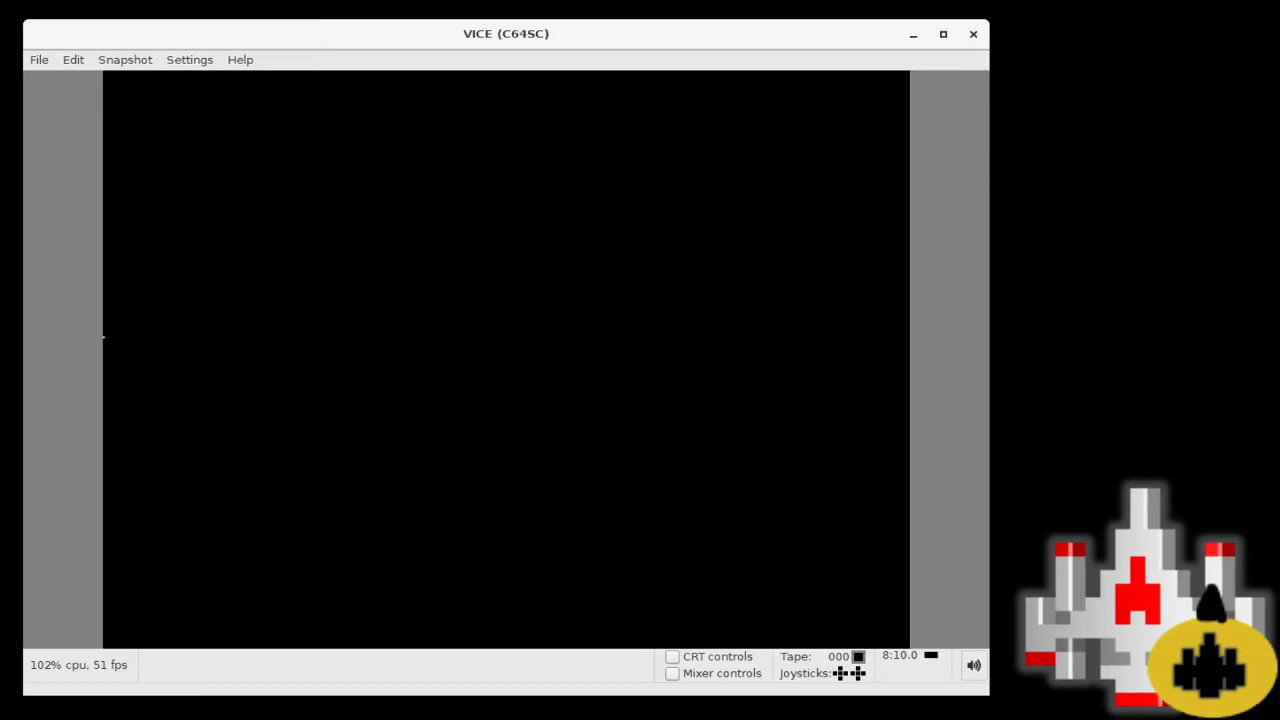 VICE (C64SC)
File Edit Snapshot Settings Help
102% cpu, 51 fps
CRT controls
Mixer controls
Tape: 000
Joysticks:
8:10.0